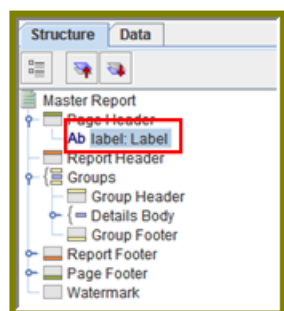 Structure Data
Master Report
Page Header
Ab label: Label
Report Header
Groups
Group Header
Details Body
Group Footer
Report Footer
Page Footer
Watermark